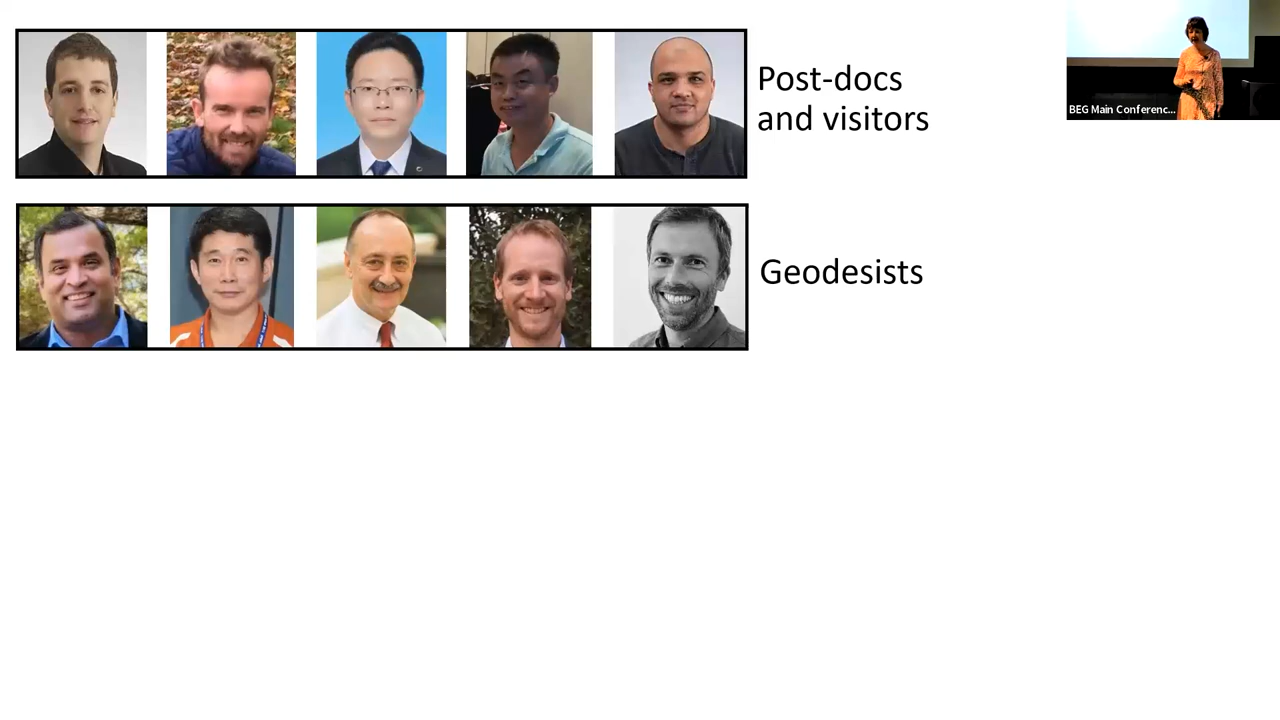 Post-docs
and visitors
BEG Main Conferenc...
Geodesists